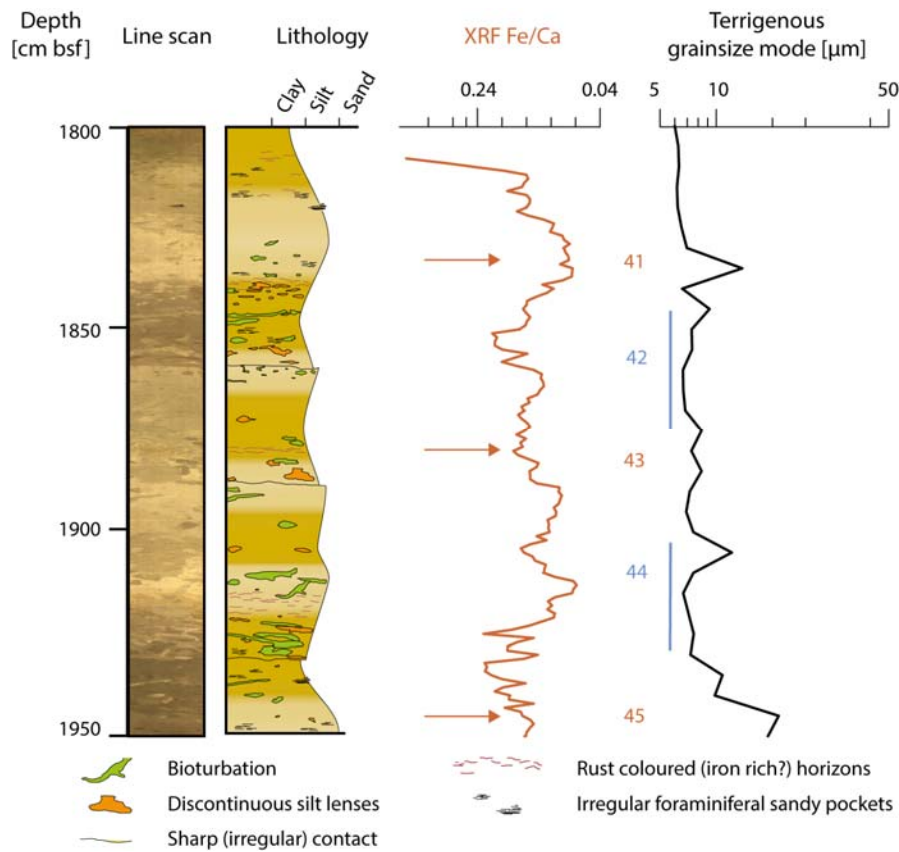 Depth
[cm bsf]
Line scan
Lithology
XRF Fe/Ca
Terrigenous
grainsize mode [µm]
Clay
Silt
Sand
0.24
0.04
5
10
50
1800
1850
1900
1950
41
42
43
44
45
Bioturbation
Discontinuous silt lenses
Sharp (irregular) contact
Rust coloured (iron rich?) horizons
Irregular foraminiferal sandy pockets